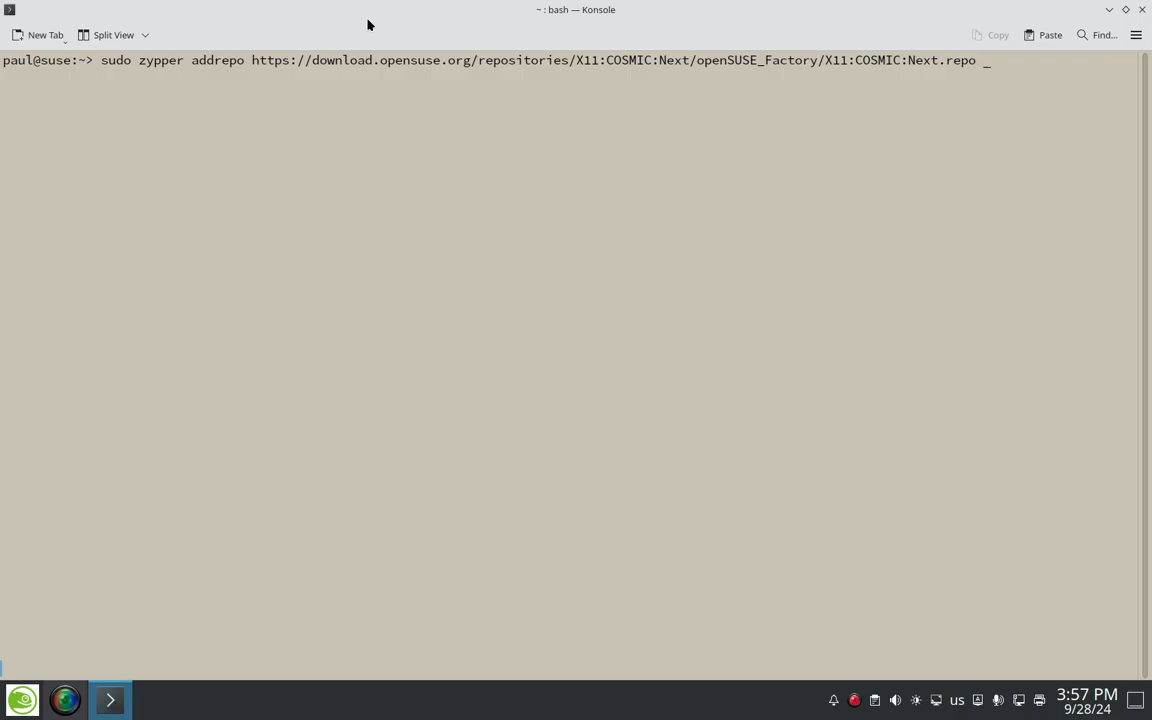 ~ : bash — Konsole
New Tab
Split View
Copy
Paste
Find...
paul@suse:~> sudo zypper addrepo https://download.opensuse.org/repositories/X11:COSMIC:Next/openSUSE_Factory/X11:COSMIC:Next.repo _
us
3:57 PM
9/28/24